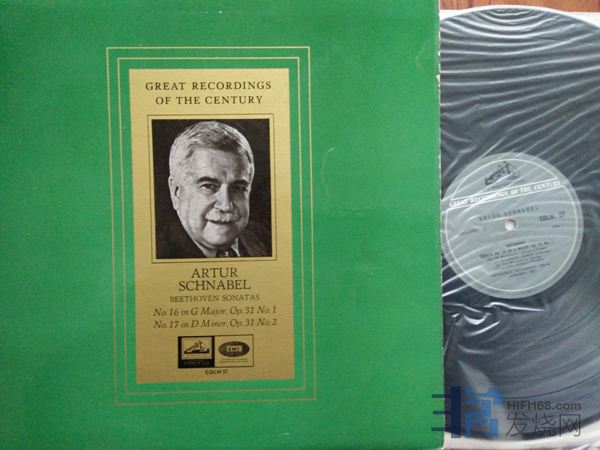 GREAT RECORDINGS
OF THE CENTURY
ARTUR
SCHNABEL
BEETHOVEN SONATAS
No. 16 in G Major, Op. 31 No. 1
No. 17 in D Minor, Op. 31 No. 2
EMI
COLH 57
GREAT RECORDINGS OF THE CENTURY
ARTUR SCHNABEL
COLH 57
BEETHOVEN
HIFI168.com
发烧网